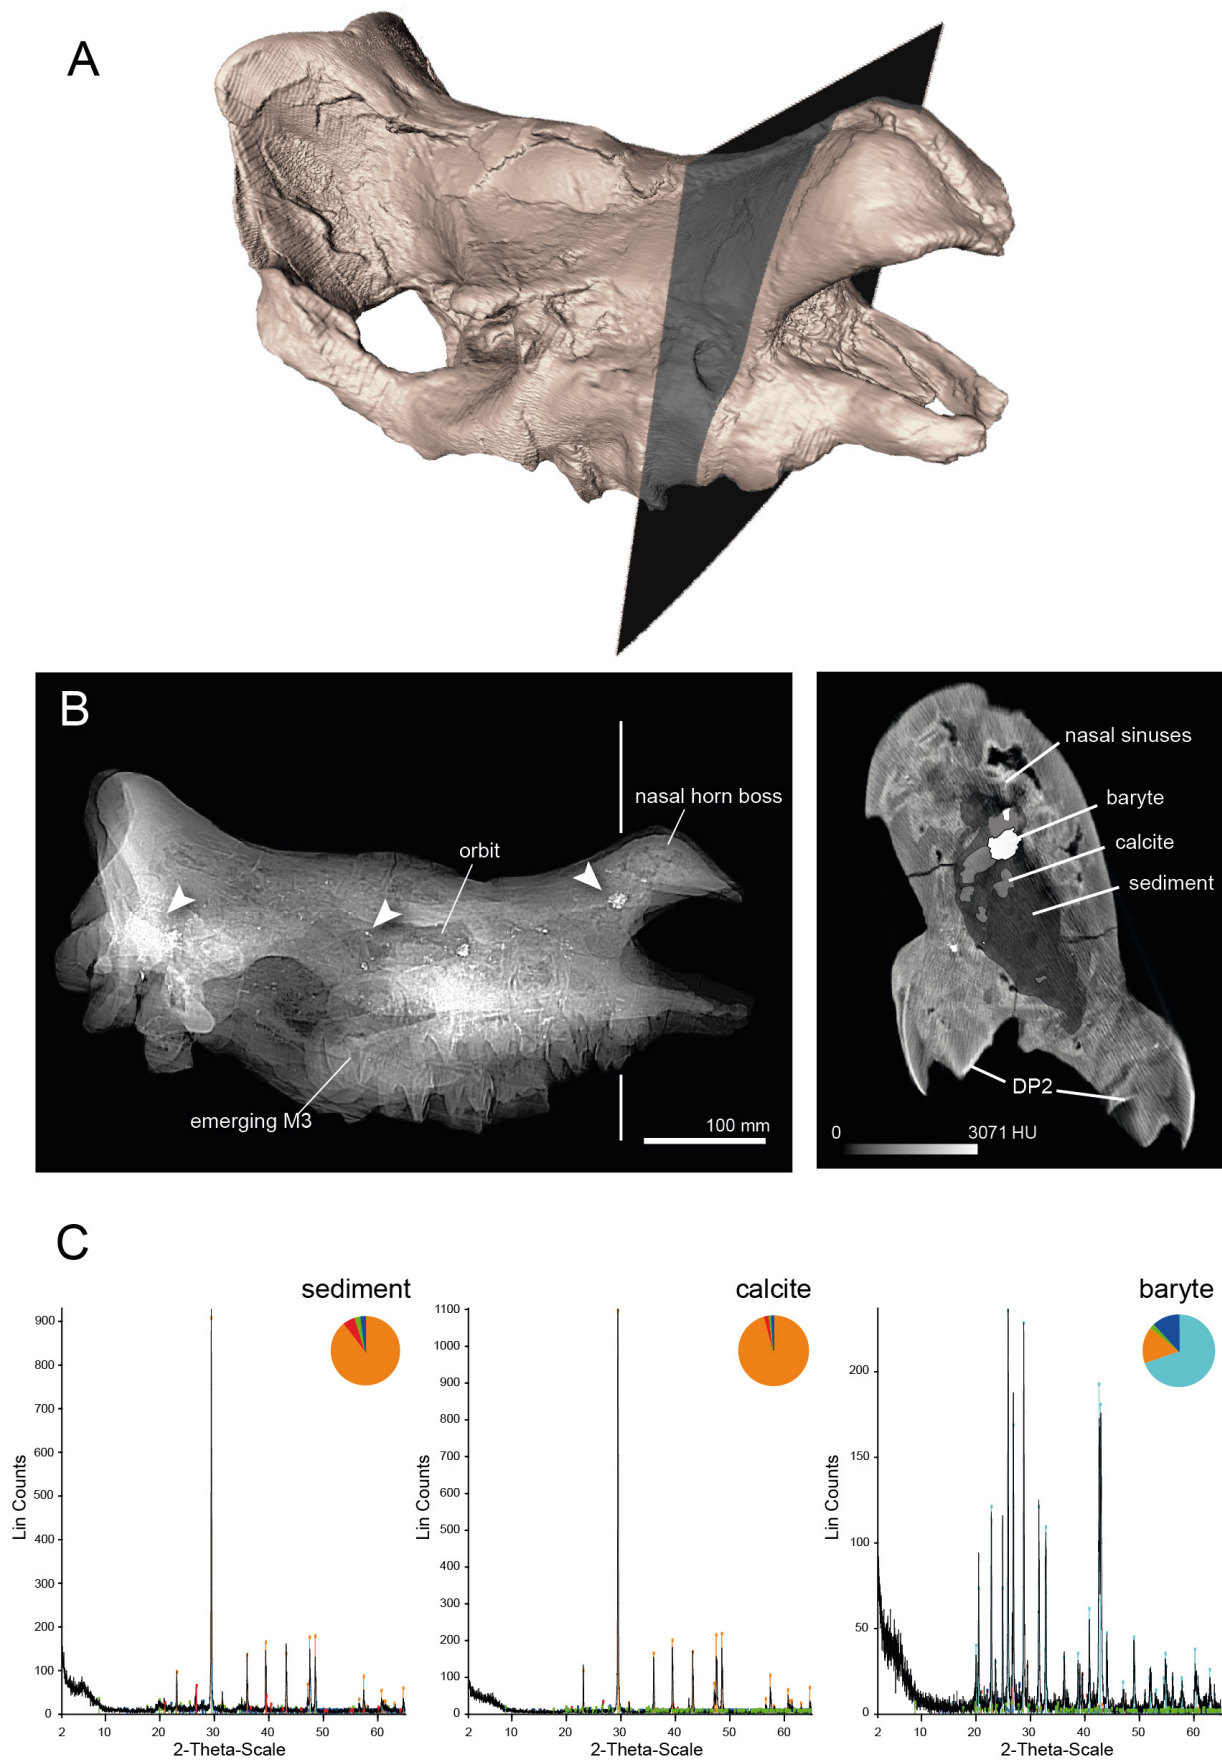 A
B
nasal horn boss
orbit
emerging M3
100 mm
nasal sinuses
baryte
calcite
sediment
DP2
0 3071 HU
C
sediment
900
800
700
600
500
400
300
200
100
0
Lin Counts
2 10 20 30 40 50 60
2-Theta-Scale
calcite
1100
1000
900
800
700
600
500
400
300
200
100
0
Lin Counts
2 10 20 30 40 50 60
2-Theta-Scale
baryte
200
150
100
50
0
Lin Counts
2 10 20 30 40 50 60
2-Theta-Scale